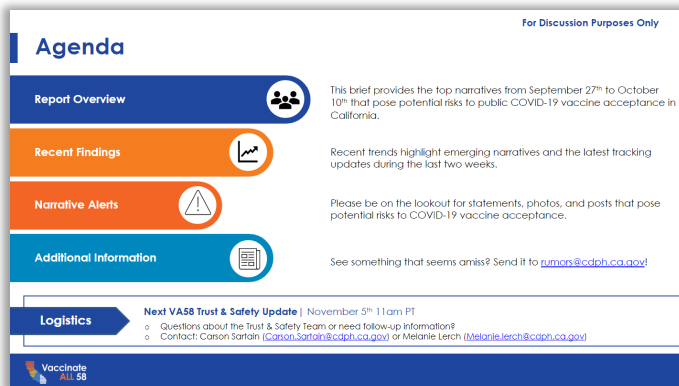 For Discussion Purposes Only
Agenda
Report Overview
This brief provides the top narratives from September 27th to October
10th that pose potential risks to public COVID-19 vaccine acceptance in
California.
Recent Findings
Recent trends highlight emerging narratives and the latest tracking
updates during the last two weeks.
Narrative Alerts
Please be on the lookout for statements, photos, and posts that pose
potential risks to COVID-19 vaccine acceptance.
Additional Information
See something that seems amiss? Send it to rumors@cdph.ca.gov!
Logistics
Next VA58 Trust & Safety Update | November 5th 11am PT
o Questions about the Trust & Safety Team or need follow-up information?
o Contact: Carson Sartain (Carson.Sartain@cdph.ca.gov) or Melanie Lerch (Melanie.lerch@cdph.ca.gov)
Vaccinate
ALL 58